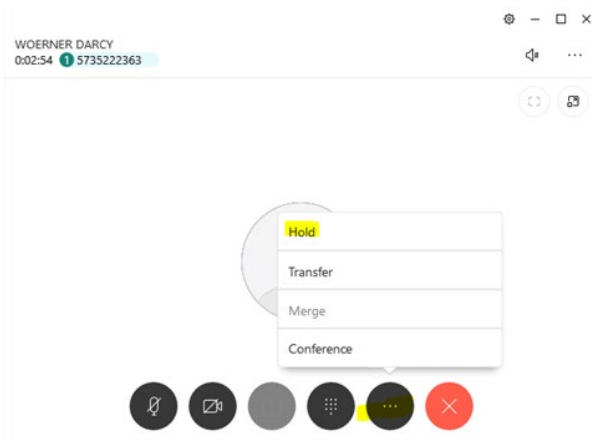 WOERNER DARCY
0:02:54 1 5735222363
Hold
Transfer
Merge
Conference